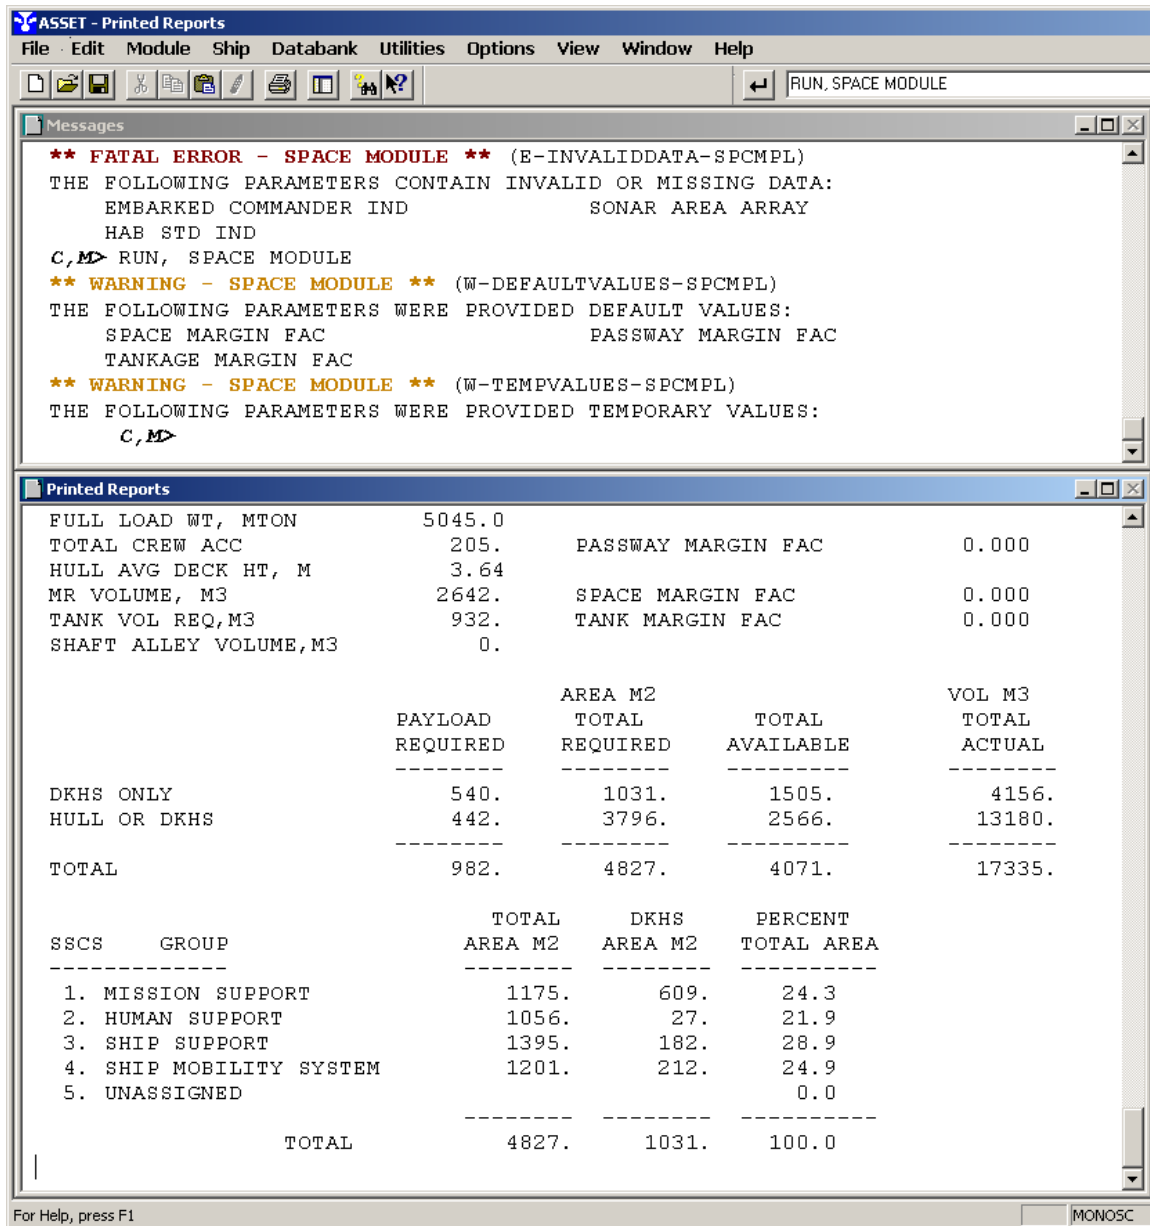 ASSET - Printed Reports
File Edit Module Ship Databank Utilities Options View Window Help
RUN, SPACE MODULE
Messages
** FATAL ERROR - SPACE MODULE ** (E-INVALIDDATA-SPCMPL)
THE FOLLOWING PARAMETERS CONTAIN INVALID OR MISSING DATA:
EMBARKED COMMANDER IND SONAR AREA ARRAY
HAB STD IND
C,M> RUN, SPACE MODULE
** WARNING - SPACE MODULE ** (W-DEFAULTVALUES-SPCMPL)
THE FOLLOWING PARAMETERS WERE PROVIDED DEFAULT VALUES:
SPACE MARGIN FAC PASSWAY MARGIN FAC
TANKAGE MARGIN FAC
** WARNING - SPACE MODULE ** (W-TEMPVALUES-SPCMPL)
THE FOLLOWING PARAMETERS WERE PROVIDED TEMPORARY VALUES:
C,M>
Printed Reports
FULL LOAD WT, MTON 5045.0
TOTAL CREW ACC 205. PASSWAY MARGIN FAC 0.000
HULL AVG DECK HT, M 3.64
MR VOLUME, M3 2642. SPACE MARGIN FAC 0.000
TANK VOL REQ,M3 932. TANK MARGIN FAC 0.000
SHAFT ALLEY VOLUME,M3 0.
AREA M2 VOL M3
PAYLOAD TOTAL TOTAL TOTAL
REQUIRED REQUIRED AVAILABLE ACTUAL
-------- -------- --------- --------
DKHS ONLY 540. 1031. 1505. 4156.
HULL OR DKHS 442. 3796. 2566. 13180.
-------- -------- --------- --------
TOTAL 982. 4827. 4071. 17335.
TOTAL DKHS PERCENT
SSCS GROUP AREA M2 AREA M2 TOTAL AREA
------------- -------- -------- ----------
1. MISSION SUPPORT 1175. 609. 24.3
2. HUMAN SUPPORT 1056. 27. 21.9
3. SHIP SUPPORT 1395. 182. 28.9
4. SHIP MOBILITY SYSTEM 1201. 212. 24.9
5. UNASSIGNED 0.0
-------- -------- ----------
TOTAL 4827. 1031. 100.0
For Help, press F1 MONOSC